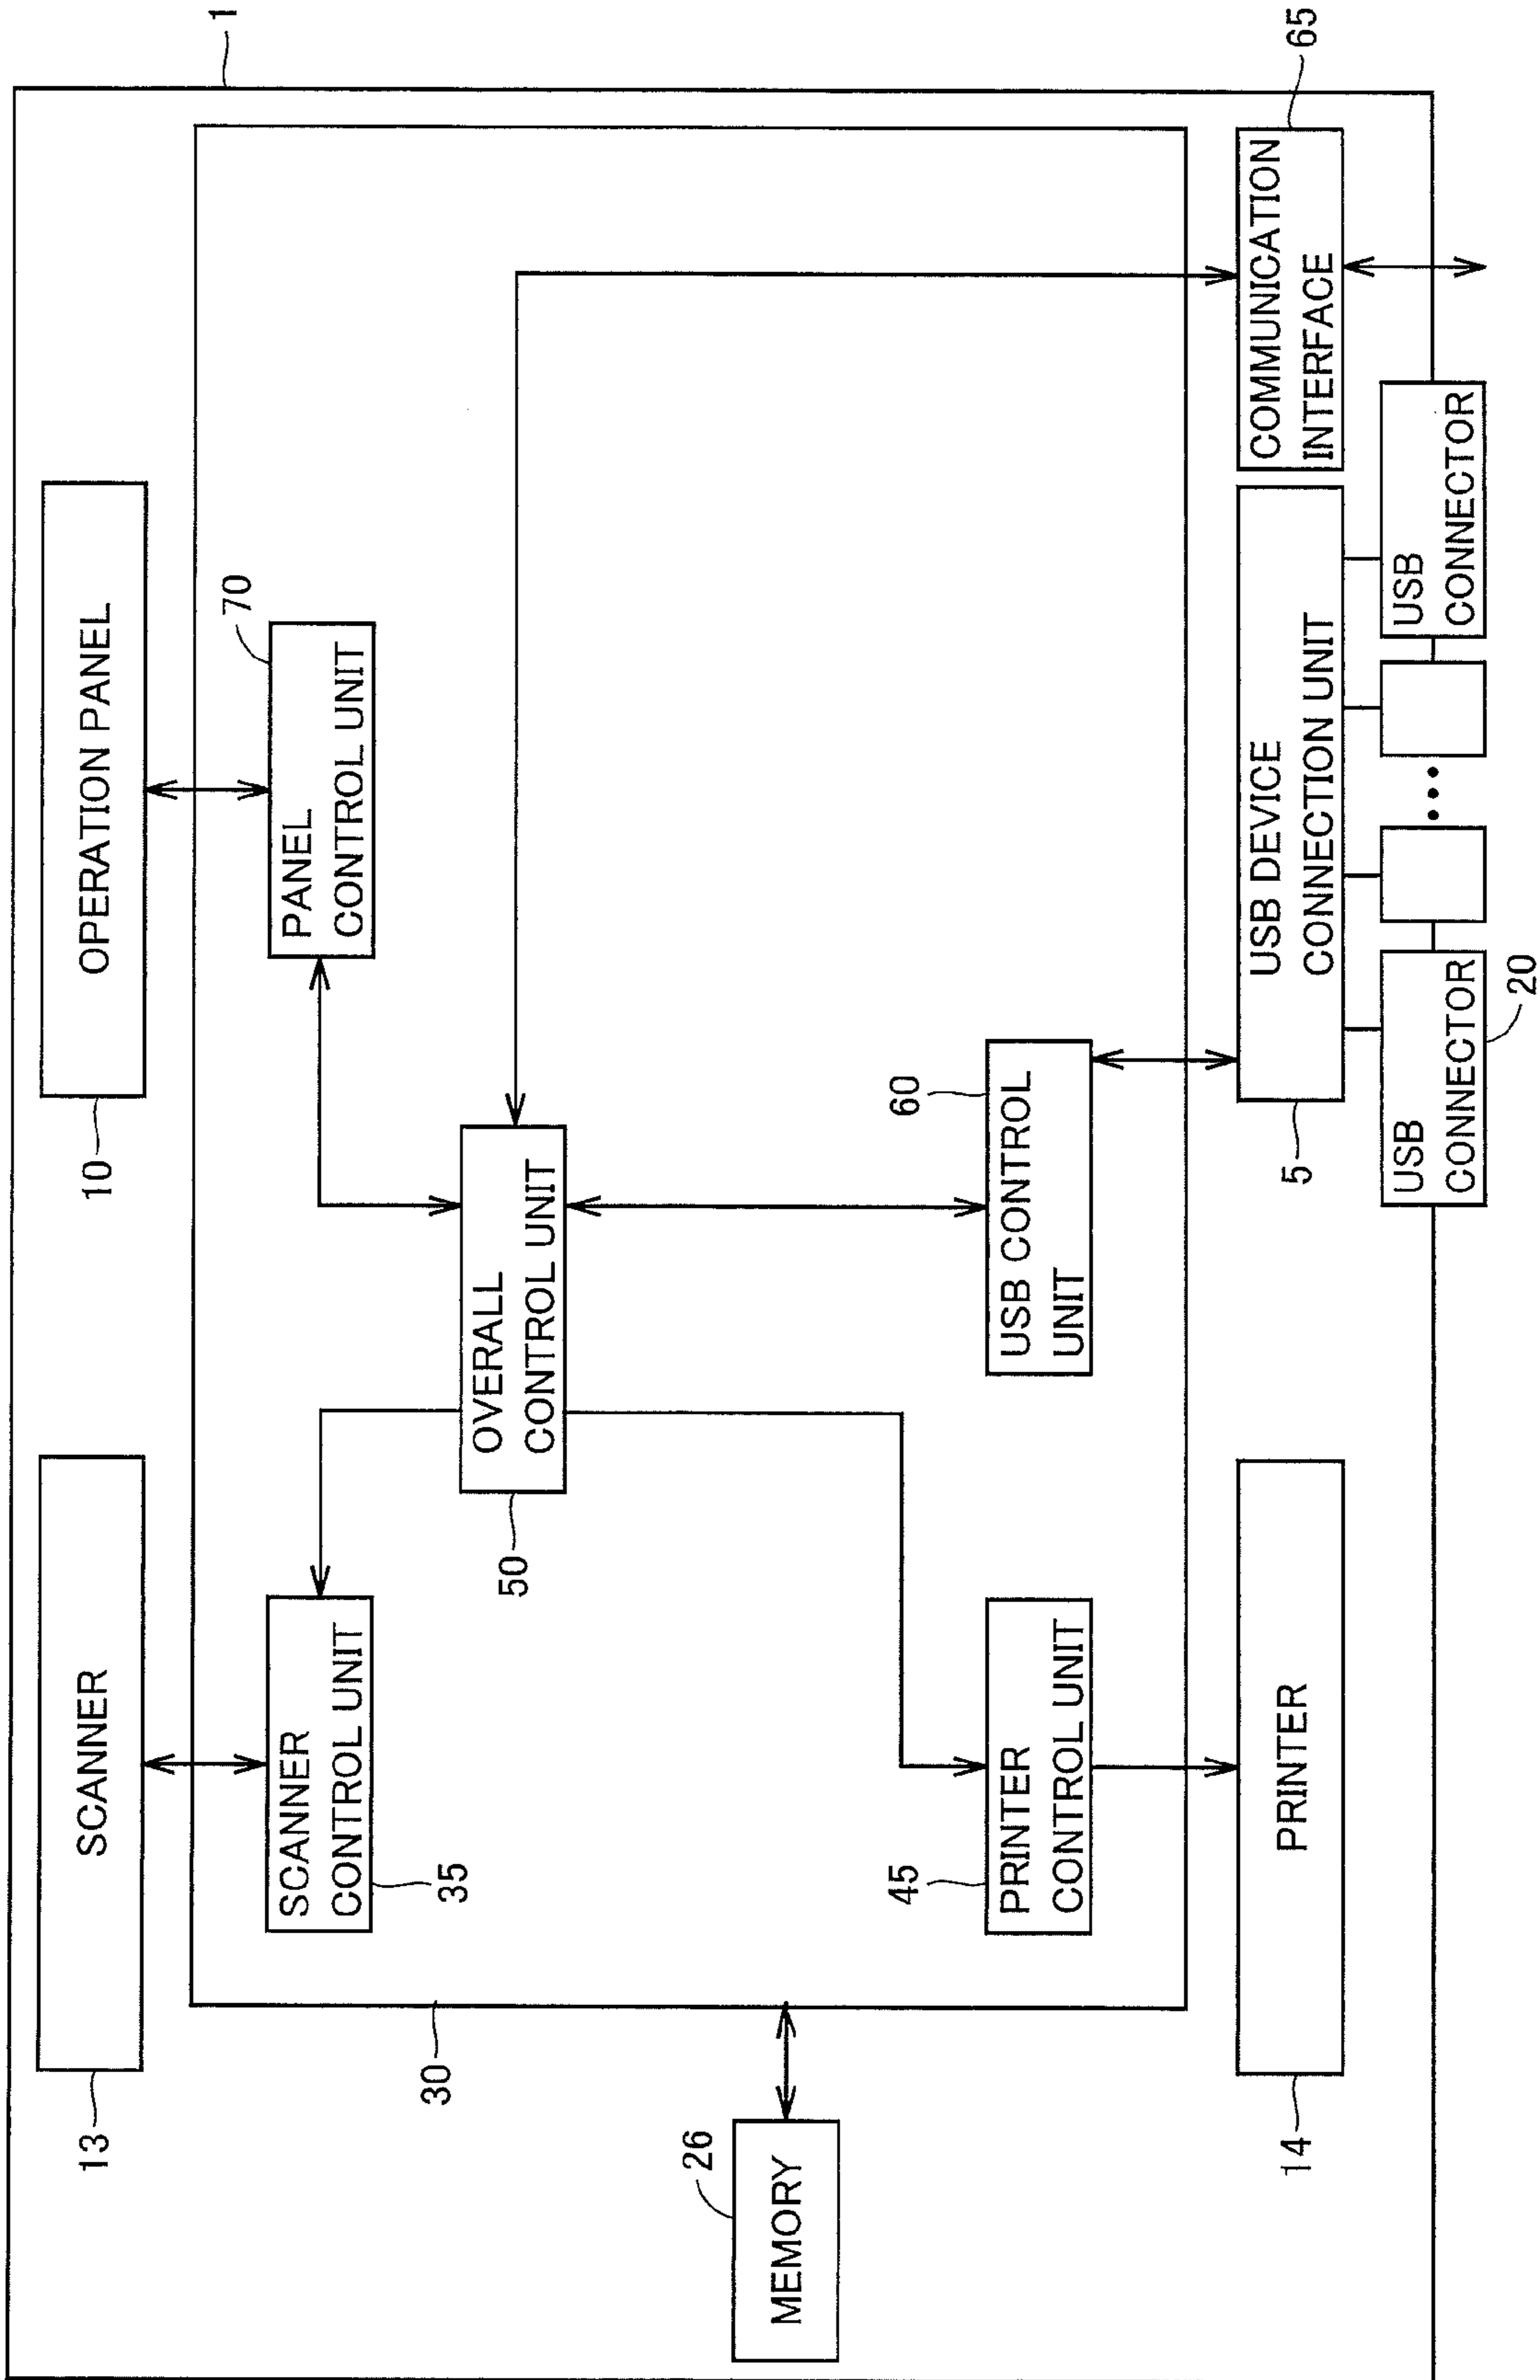 1
SCANNER
13
OPERATION PANEL
10
30
SCANNER
CONTROL UNIT
35
PANEL
CONTROL UNIT
70
OVERALL
CONTROL UNIT
50
MEMORY
26
PRINTER
CONTROL UNIT
45
USB CONTROL
UNIT
60
PRINTER
14
USB DEVICE
CONNECTION UNIT
5
COMMUNICATION
INTERFACE
65
USB
CONNECTOR
20
USB
CONNECTOR